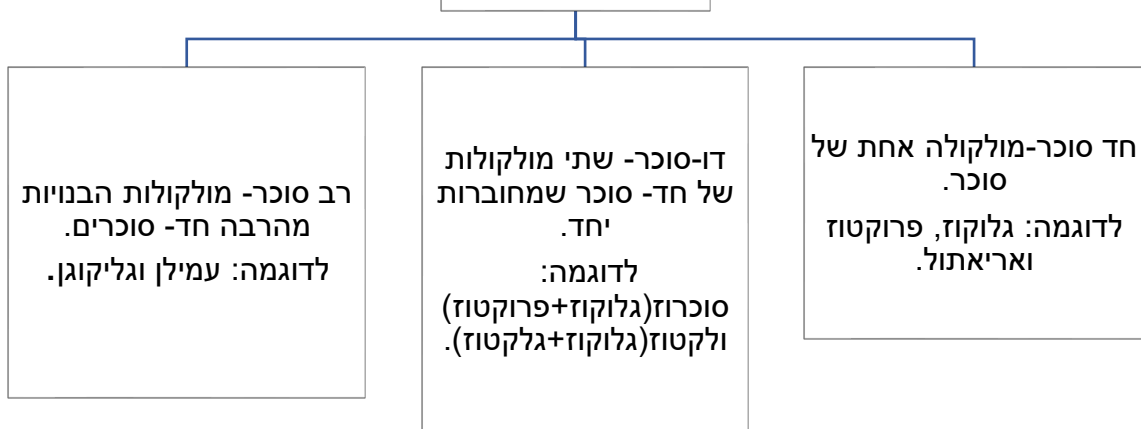 חד סוכר-מולקולה אחת של
סוכר.
לדוגמה: גלוקוז, פרוקטוז
ואריאתול.
דו-סוכר- שתי מולקולות
של חד- סוכר שמחוברות
יחד.
לדוגמה:
סוכרוז(גלוקוז+פרוקטוז)
ולקטוז(גלוקוז+גלקטוז).
רב סוכר- מולקולות הבנויות
מהרבה חד- סוכרים.
לדוגמה: עמילן וגליקוגן.